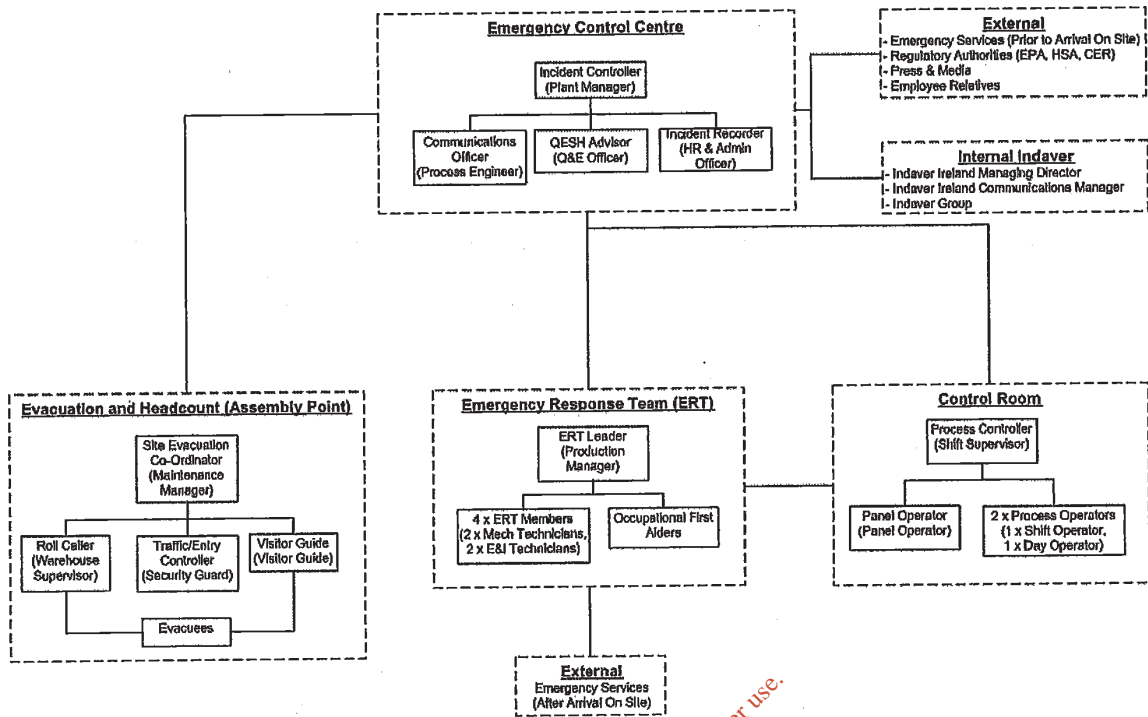 Emergency Control Centre
Incident Controller
(Plant Manager)
Communications
Officer
(Process Engineer)
QESH Advisor
(Q&E Officer)
Incident Recorder
(HR & Admin
Officer)
External
- Emergency Services (Prior to Arrival On Site)
- Regulatory Authorities (EPA, HSA, CER)
- Press & Media
- Employee Relatives
Internal Indaver
- Indaver Ireland Managing Director
- Indaver Ireland Communications Manager
- Indaver Group
Evacuation and Headcount (Assembly Point)
Site Evacuation
Co-Ordinator
(Maintenance
Manager)
Roll Caller
(Warehouse
Supervisor)
Traffic/Entry
Controller
(Security Guard)
Visitor Guide
(Visitor Guide)
Evacuees
Emergency Response Team (ERT)
ERT Leader
(Production
Manager)
4 x ERT Members
(2 x Mech Technicians,
2 x E&I Technicians)
Occupational First
Aiders
Control Room
Process Controller
(Shift Supervisor)
Panel Operator
(Panel Operator)
2 x Process Operators
(1 x Shift Operator,
1 x Day Operator)
External
Emergency Services
(After Arrival On Site)
use.